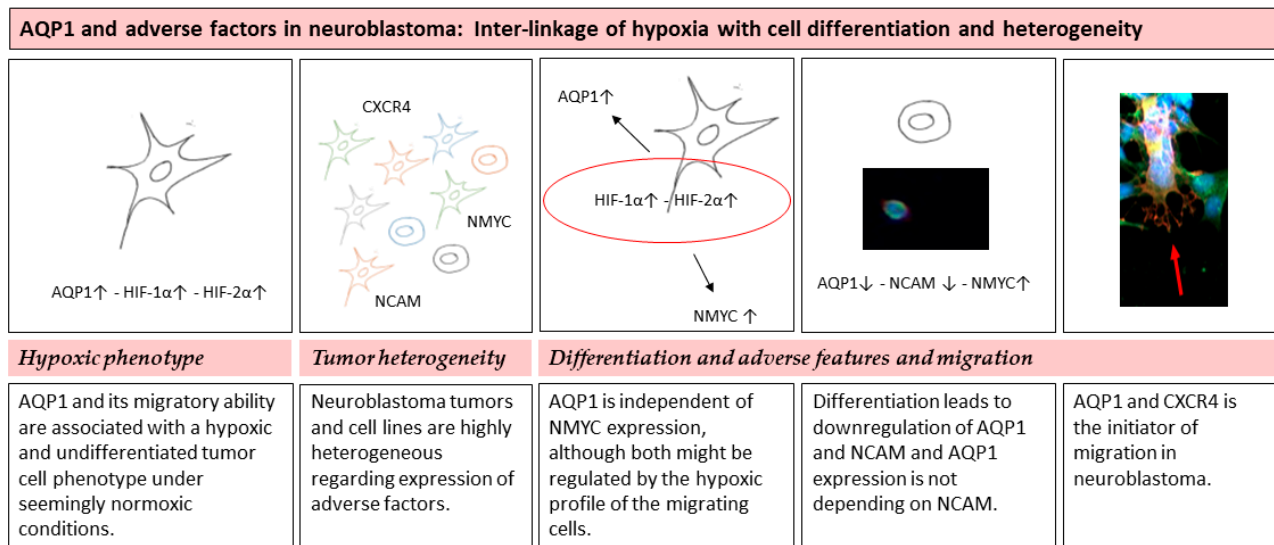 AQP1 and adverse factors in neuroblastoma: Inter-linkage of hypoxia with cell differentiation and heterogeneity
AQP1↑ - HIF-1α↑ - HIF-2α↑
CXCR4
NMYC
NCAM
AQP1↑
HIF-1α↑ - HIF-2α↑
NMYC ↑
AQP1↓ - NCAM ↓ - NMYC↑
Hypoxic phenotype
Tumor heterogeneity
Differentiation and adverse features and migration
AQP1 and its migratory ability
are associated with a hypoxic
and undifferentiated tumor
cell phenotype under
seemingly normoxic
conditions.
Neuroblastoma tumors
and cell lines are highly
heterogeneous
regarding expression of
adverse factors.
AQP1 is independent of
NMYC expression,
although both might be
regulated by the hypoxic
profile of the migrating
cells.
Differentiation leads to
downregulation of AQP1
and NCAM and AQP1
expression is not
depending on NCAM.
AQP1 and CXCR4 is
the initiator of
migration in
neuroblastoma.